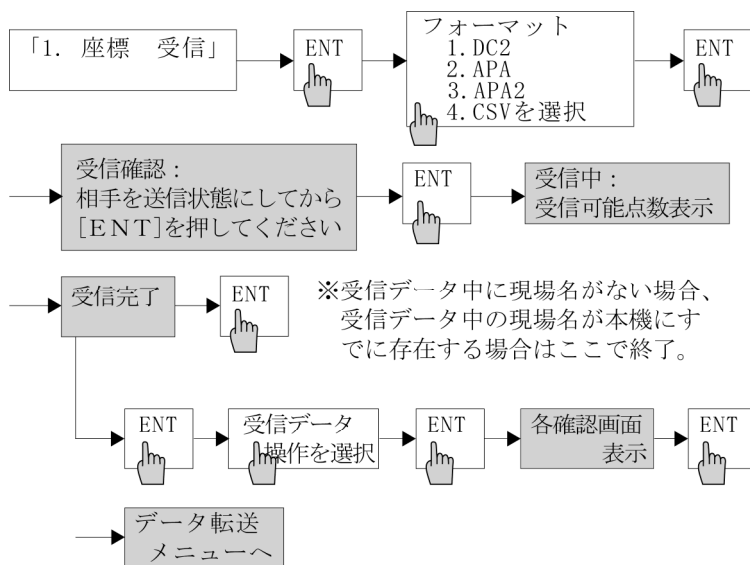 「1. 座標　受信」
ENT
フォーマット
1. DC2
2. APA
3. APA2
4. CSVを選択
ENT
受信確認：
相手を送信状態にしてから
［ＥＮＴ］を押してください
ENT
受信中：
受信可能点数表示
受信完了
ENT
※受信データ中に現場名がない場合、
受信データ中の現場名が本機にす
でに存在する場合はここで終了。
ENT
受信データ
操作を選択
ENT
各確認画面
表示
ENT
データ転送
メニューへ